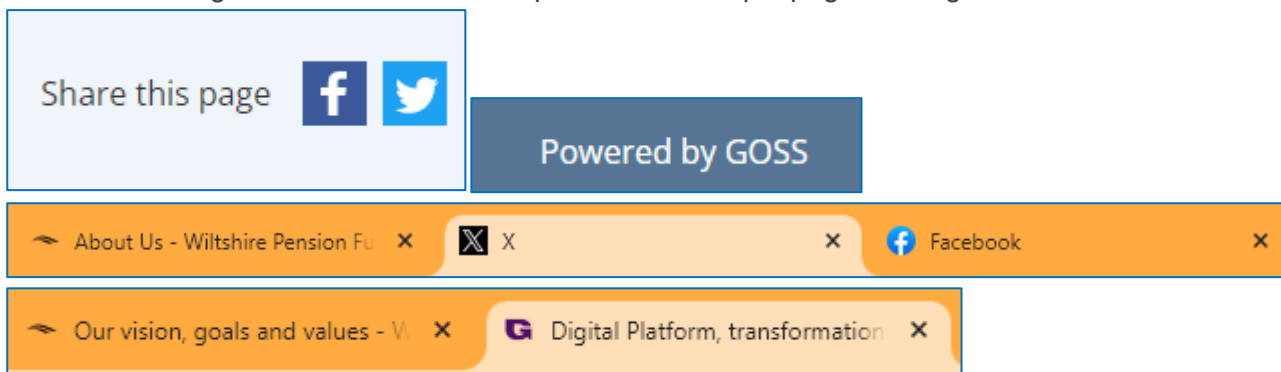 Share this page
Powered by GOSS
About Us - Wiltshire Pension Fu
X
Facebook
Our vision, goals and values - W
Digital Platform, transformation